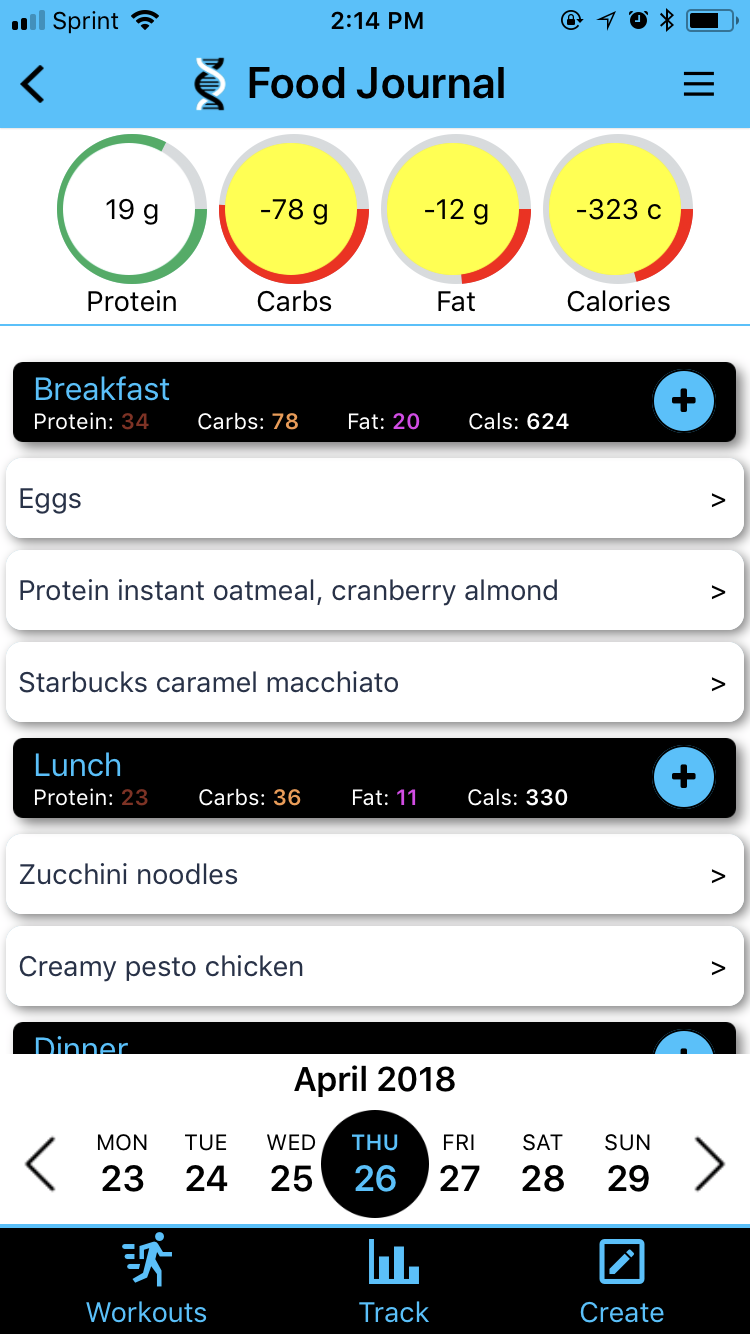 Sprint 2:14 PM
Food Journal
19 g -78 g -12 g -323 c
Protein Carbs Fat Calories
Breakfast
Protein: 34 Carbs: 78 Fat: 20 Cals: 624
+
Eggs >
Protein instant oatmeal, cranberry almond >
Starbucks caramel macchiato >
Lunch
Protein: 23 Carbs: 36 Fat: 11 Cals: 330
+
Zucchini noodles >
Creamy pesto chicken >
Dinner
April 2018
MON TUE WED THU FRI SAT SUN
23 24 25 26 27 28 29
Workouts Track Create